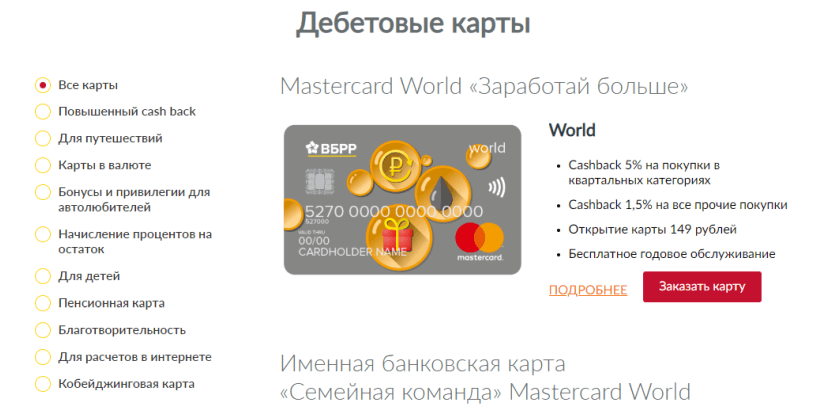 Дебетовые карты
Все карты
Повышенный cash back
Для путешествий
Карты в валюте
Бонусы и привилегии для
автолюбителей
Начисление процентов на
остаток
Для детей
Пенсионная карта
Благотворительность
Для расчетов в интернете
Кобейджинговая карта
Mastercard World «Заработай больше»
ВБРР
world
5270 0000 0000 0000
527000
VALID THRU
00/00
CARDHOLDER NAME
mastercard.
World
Cashback 5% на покупки в
квартальных категориях
Cashback 1,5% на все прочие покупки
Открытие карты 149 рублей
Бесплатное годовое обслуживание
ПОДРОБНЕЕ
Заказать карту
Именная банковская карта
«Семейная команда» Mastercard World